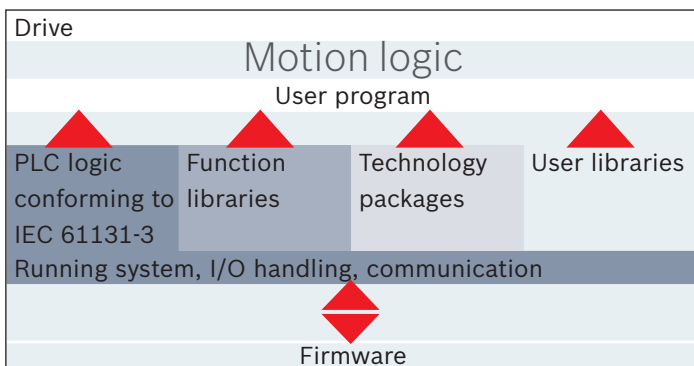 Drive
Motion logic
User program
PLC logic
conforming to
IEC 61131-3
Function
libraries
Technology
packages
User libraries
Running system, I/O handling, communication
Firmware